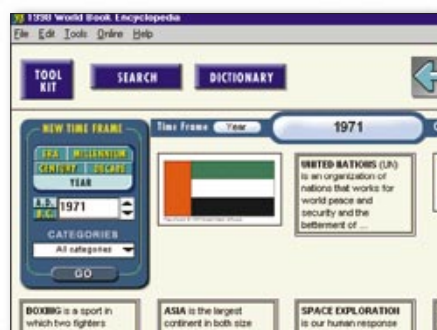 1998 World Book Encyclopedia
File Edit Tools Online Help
TOOL
KIT
SEARCH
DICTIONARY
NEW TIME FRAME
ERA MILLENNIUM
CENTURY DECADE
YEAR
A.D.
B.C.
1971
CATEGORIES
All categories
GO
Time Frame Year 1971
UNITED NATIONS (UN)
is an organization of
nations that works for
world peace and
security and the
betterment of ...
BOXING is a sport in
which two fighters
ASIA is the largest
continent in both size
SPACE EXPLORATION
is our human response